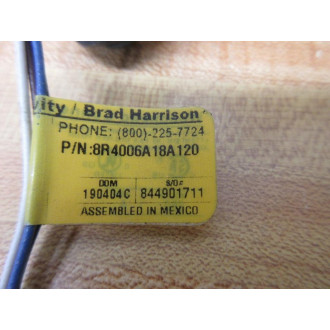 vity / Brad Harrison
PHONE: (800)-225-7724
P/N:8R4006A18A120
DOM S/O#
190404C 844901711
ASSEMBLED IN MEXICO